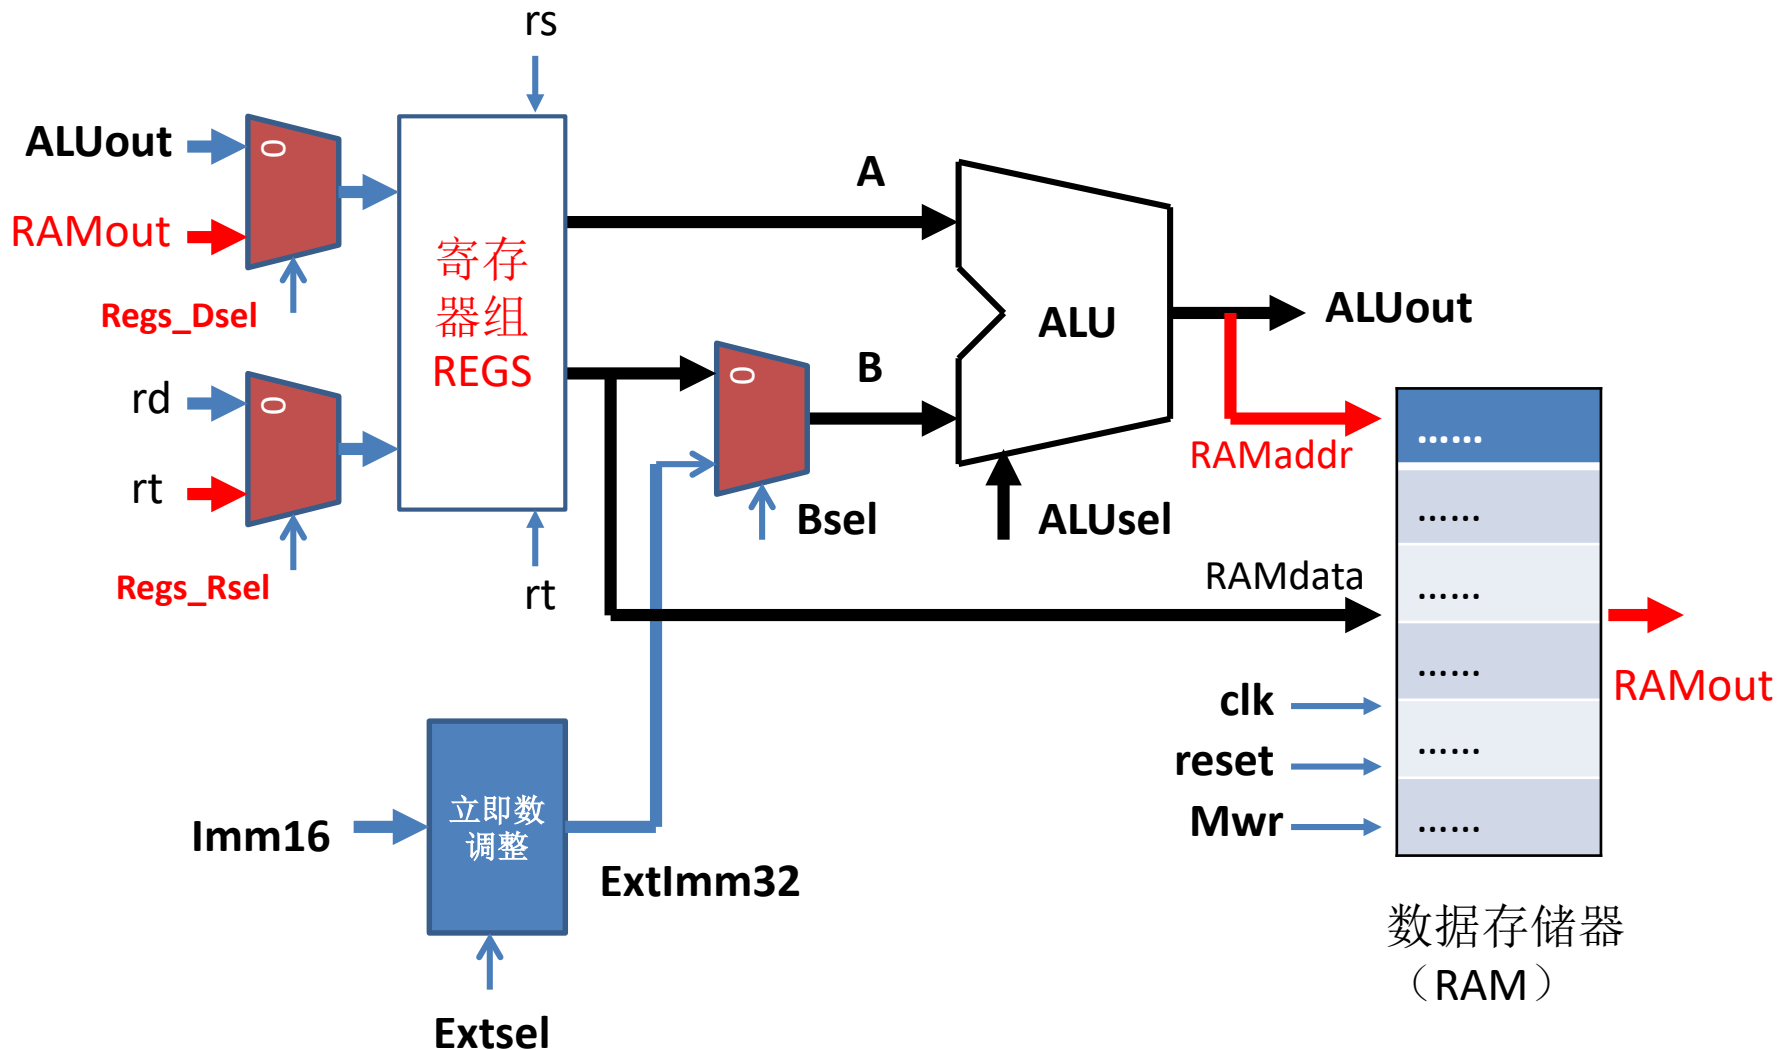 rs
ALUout
0
RAMout
Regs_Dsel
rd
0
rt
Regs_Rsel
寄存
器组
REGS
rt
A
B
0
Bsel
ALU
ALUsel
ALUout
RAMaddr
RAMdata
......
......
......
......
......
......
RAMout
clk
reset
Mwr
Imm16
立即数
调整
ExtImm32
Extsel
数据存储器
（RAM）